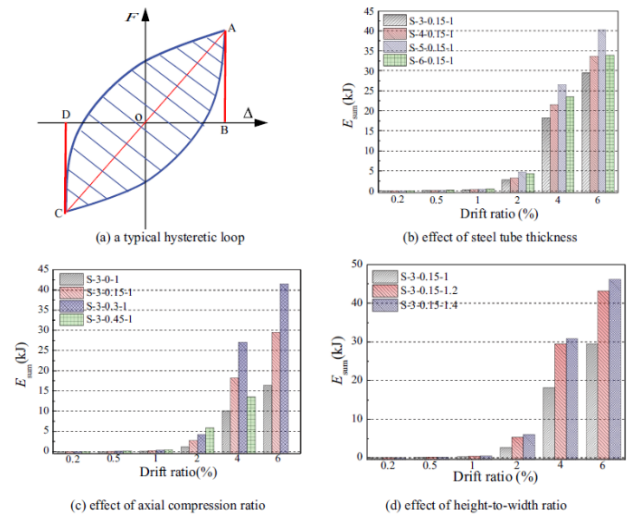 F
A
D
O
B
Δ
C
(a) a typical hysteretic loop
S-3-0.15-1
S-4-0.15-1
S-5-0.15-1
S-6-0.15-1
45
40
35
30
25
20
15
10
5
0
E_sum(kJ)
0.2 0.5 1 2 4 6
Drift ratio (%)
(b) effect of steel tube thickness
S-3-0-1
S-3-0.15-1
S-3-0.3-1
S-3-0.45-1
45
40
35
30
25
20
15
10
5
0
E_sum(kJ)
0.2 0.5 1 2 4 6
Drift ratio(%)
(c) effect of axial compression ratio
S-3-0.15-1
S-3-0.15-1.2
S-3-0.15-1.4
50
40
30
20
10
0
E_sum(kJ)
0.2 0.5 1 2 4 6
Drift ratio(%)
(d) effect of height-to-width ratio